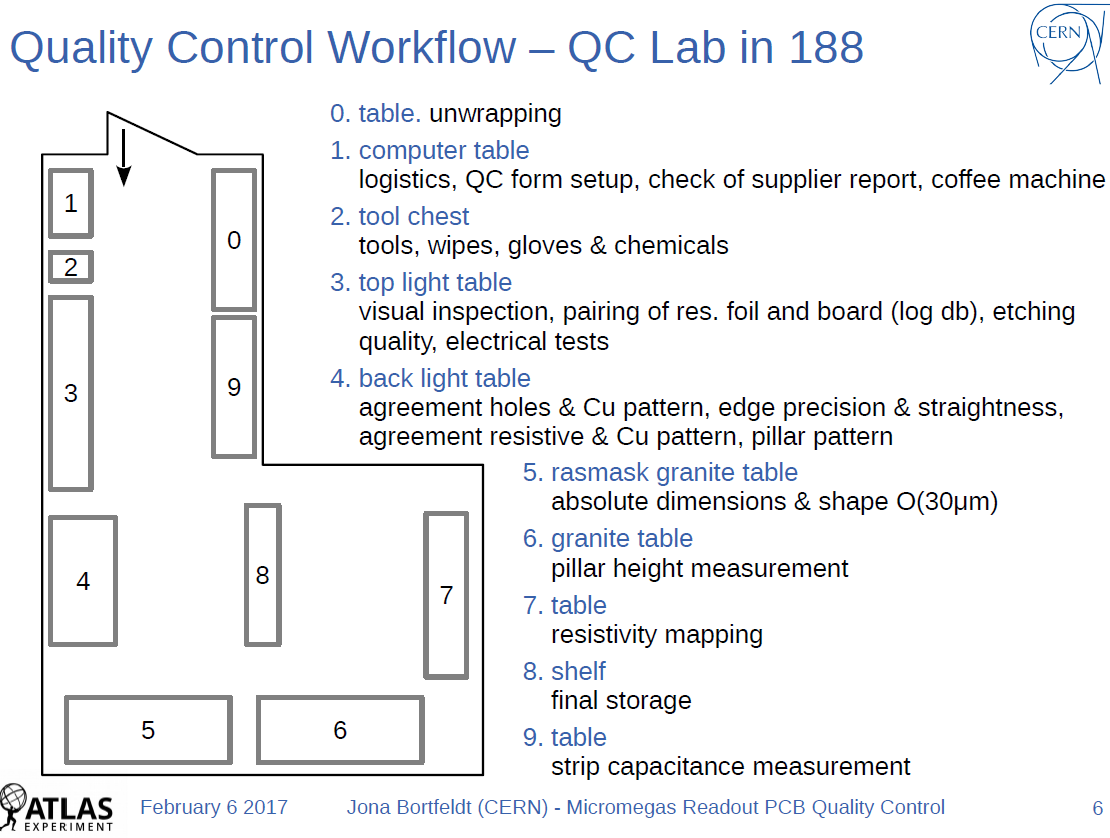 Quality Control Workflow – QC Lab in 188
CERN
0. table. unwrapping
1. computer table
logistics, QC form setup, check of supplier report, coffee machine
2. tool chest
tools, wipes, gloves & chemicals
3. top light table
visual inspection, pairing of res. foil and board (log db), etching
quality, electrical tests
4. back light table
agreement holes & Cu pattern, edge precision & straightness,
agreement resistive & Cu pattern, pillar pattern
5. rasmask granite table
absolute dimensions & shape O(30μm)
6. granite table
pillar height measurement
7. table
resistivity mapping
8. shelf
final storage
9. table
strip capacitance measurement
1
0
2
3
9
4
8
7
5
6
ATLAS
EXPERIMENT
February 6 2017
Jona Bortfeldt (CERN) - Micromegas Readout PCB Quality Control
6